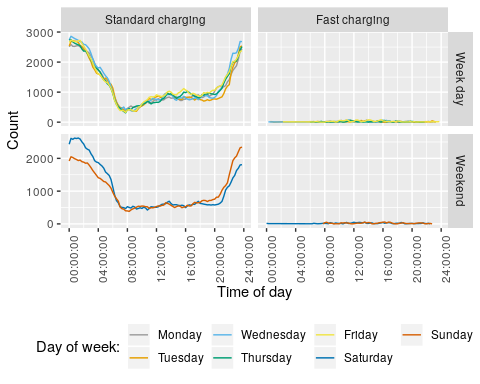 Standard charging Fast charging
3000
2000
1000
0
Week day
2000
1000
0
Weekend
Count
00:00:00 04:00:00 08:00:00 12:00:00 16:00:00 20:00:00 24:00:00 00:00:00 04:00:00 08:00:00 12:00:00 16:00:00 20:00:00 24:00:00
Time of day
Day of week:
Monday Wednesday Friday Sunday
Tuesday Thursday Saturday